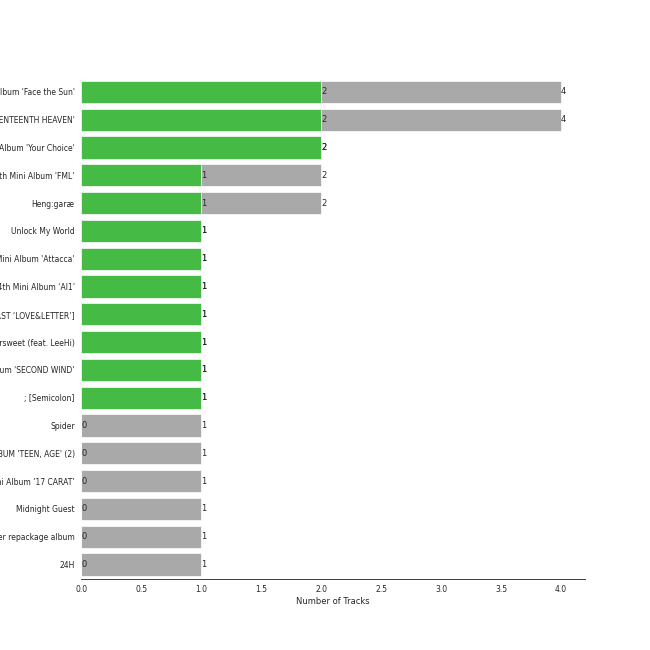 lbum 'Face the Sun' 2 4
ENTEENTH HEAVEN' 2 4
Album 'Your Choice' 2
th Mini Album 'FML' 1 2
Heng:garæ 1 2
Unlock My World 1
Mini Album 'Attacca' 1
4th Mini Album 'Al1' 1
ST 'LOVE&LETTER'] 1
rsweet (feat. LeeHi) 1
um 'SECOND WIND' 1
; [Semicolon] 1
Spider 0 1
BUM 'TEEN, AGE' (2) 0 1
ni Album '17 CARAT' 0 1
Midnight Guest 0 1
er repackage album 0 1
24H 0 1
0.0 0.5 1.0 1.5 2.0 2.5 3.0 3.5 4.0
Number of Tracks